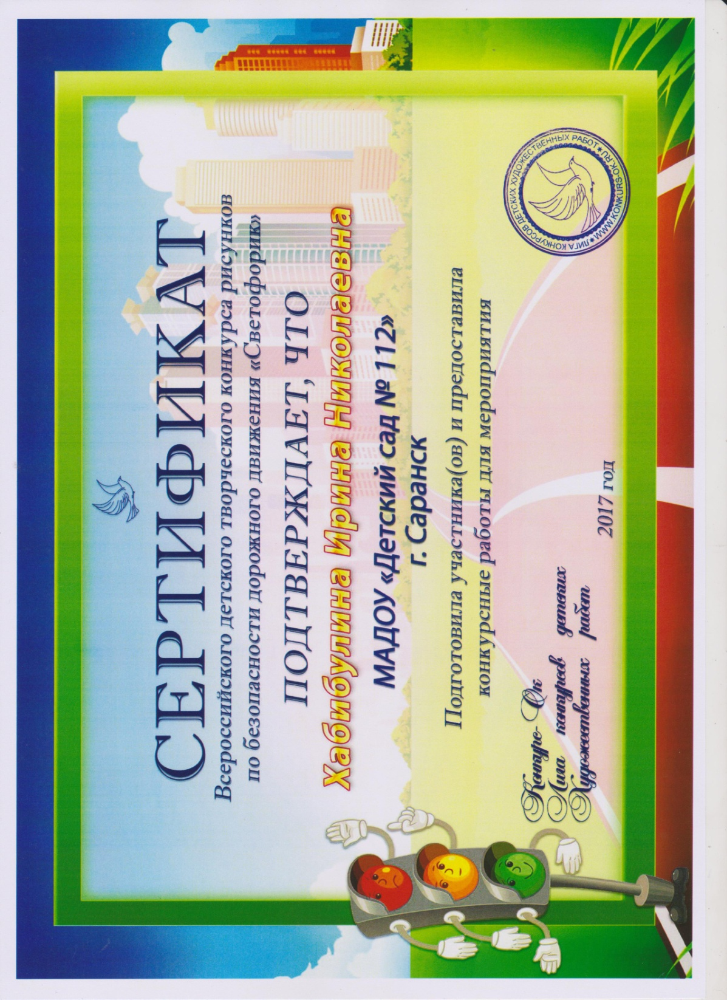 СЕРТИФИКАТ
Всероссийского детского творческого конкурса рисунков
по безопасности дорожного движения «Светофорик»
ПОДТВЕРЖДАЕТ, ЧТО
Хабибулина Ирина Николаевна
МАДОУ «Детский сад № 112»
г. Саранск
Подготовила участника(ов) и предоставила
конкурсные работы для мероприятия
Конкурс- Ок
Лига конкурсов детских
Художественных работ
2017 год
ЛИГА КОНКУРСОВ ДЕТСКИХ ХУДОЖЕСТВЕННЫХ РАБОТ
WWW.KONKURS-OK.RU